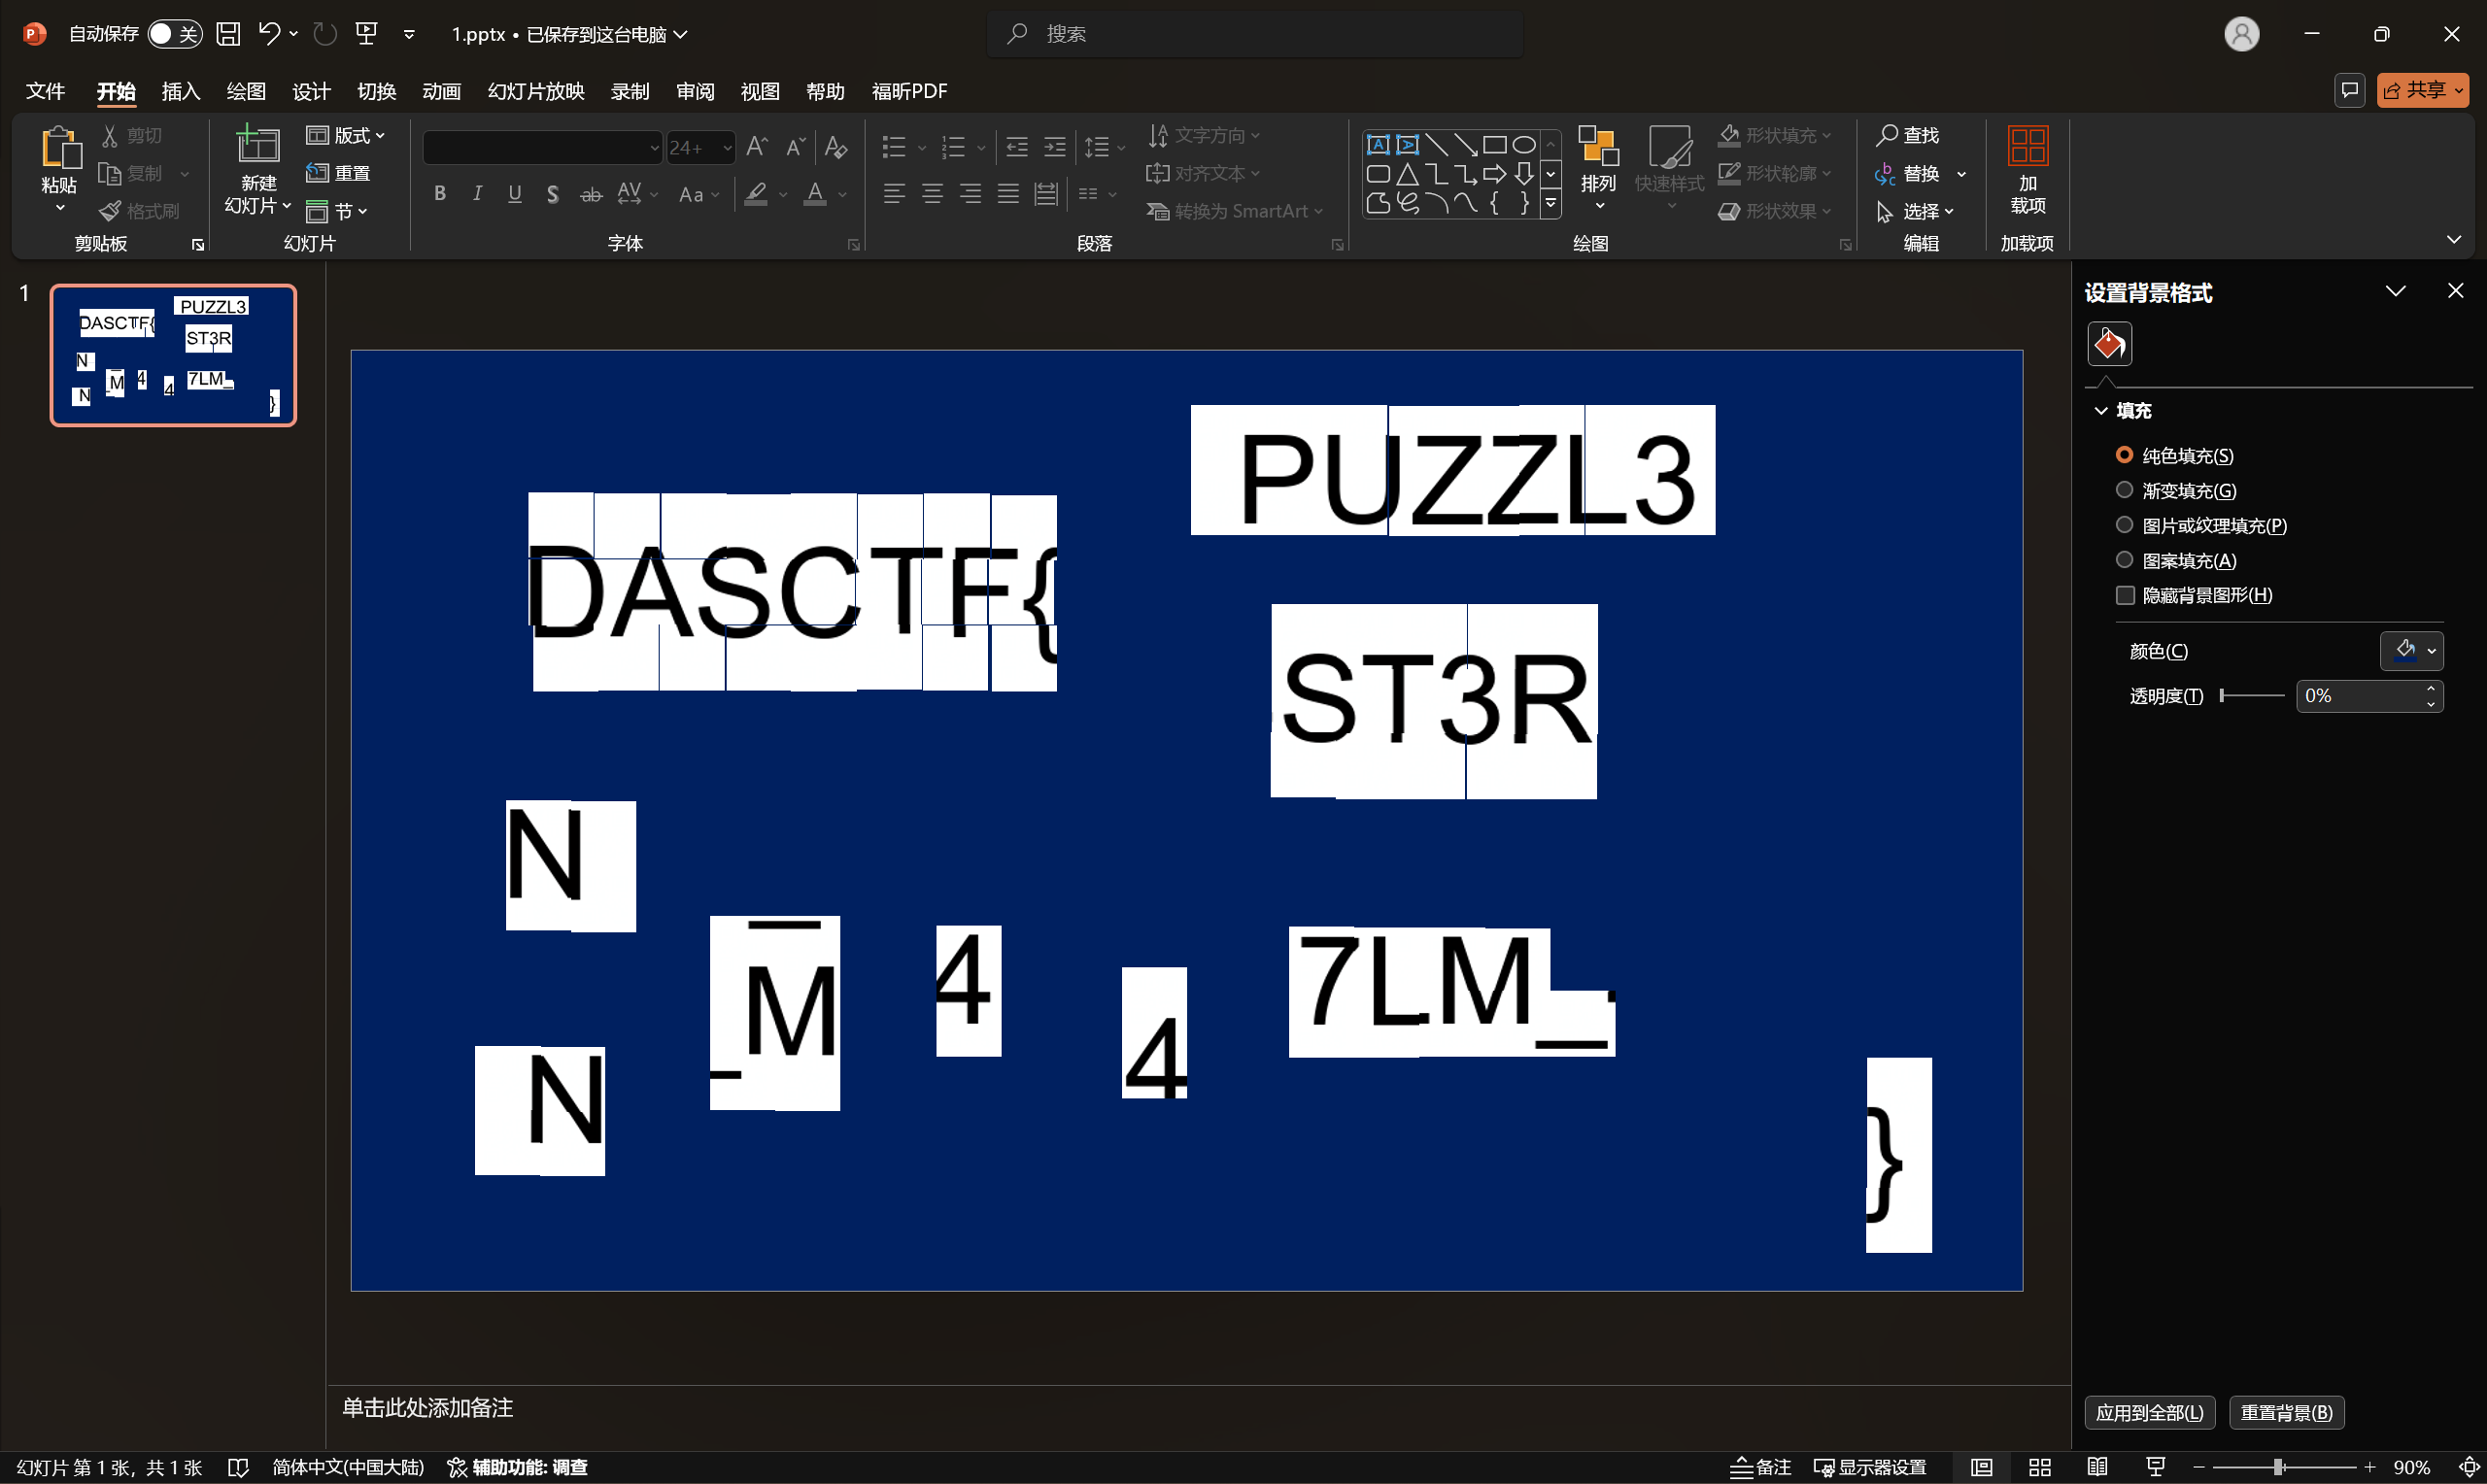 自动保存 关 1.pptx • 已保存到这台电脑 搜索
文件 开始 插入 绘图 设计 切换 动画 幻灯片放映 录制 审阅 视图 帮助 福昕PDF 共享
粘贴 剪切 复制 格式刷 剪贴板
新建 幻灯片 版式 重置 节 幻灯片
24+ B I U S ab AV Aa A 字体
文字方向 对齐文本 转换为 SmartArt 段落
排列 快速样式 形状填充 形状轮廓 形状效果 绘图
查找 替换 选择 编辑
加 载项 加载项
1
DASCTF{
PUZZL3
ST3R
N
_
M
_
4
4
7LM_
N
}
DASCTF{
PUZZL3
ST3R
N
_
M
_
4
4
7LM_
N
}
设置背景格式
填充
纯色填充(S)
渐变填充(G)
图片或纹理填充(P)
图案填充(A)
隐藏背景图形(H)
颜色(C)
透明度(T) 0%
应用到全部(L) 重置背景(B)
单击此处添加备注
幻灯片 第 1 张，共 1 张 简体中文(中国大陆) 辅助功能: 调查 备注 显示器设置 90%